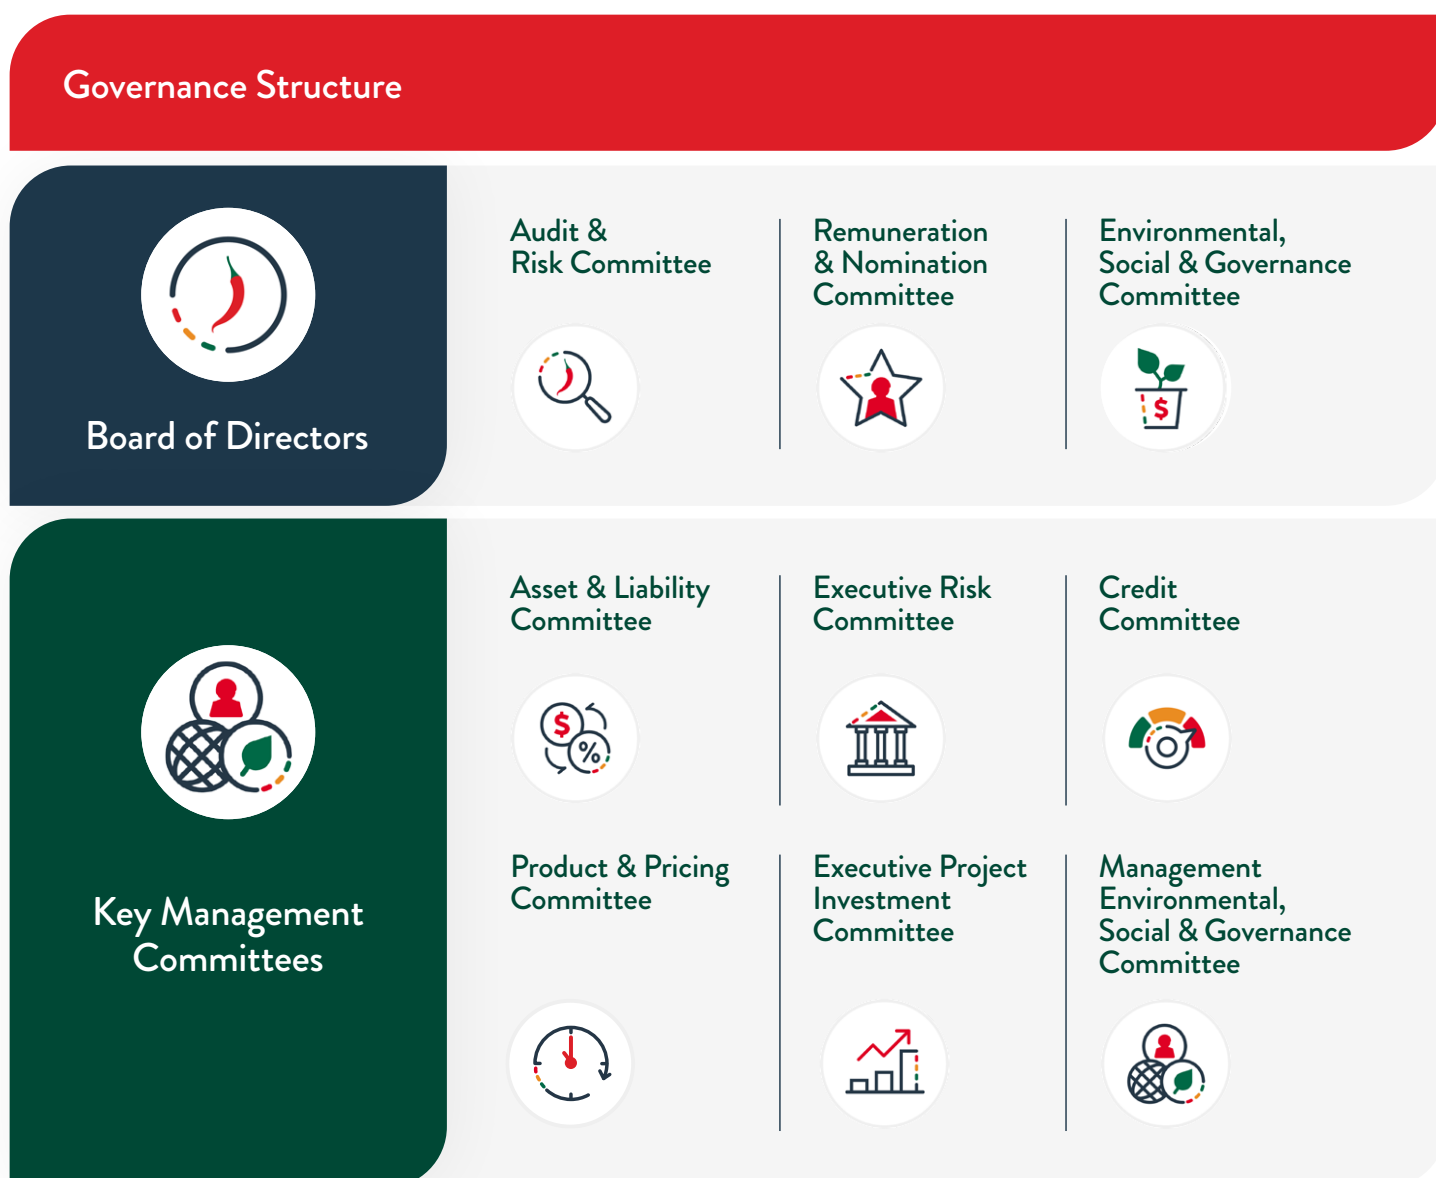 Governance Structure
Board of Directors
Audit &
Risk Committee
Remuneration
& Nomination
Committee
Environmental,
Social & Governance
Committee
$
Key Management
Committees
Asset & Liability
Committee
$
%
Executive Risk
Committee
Credit
Committee
Product & Pricing
Committee
Executive Project
Investment
Committee
Management
Environmental,
Social & Governance
Committee